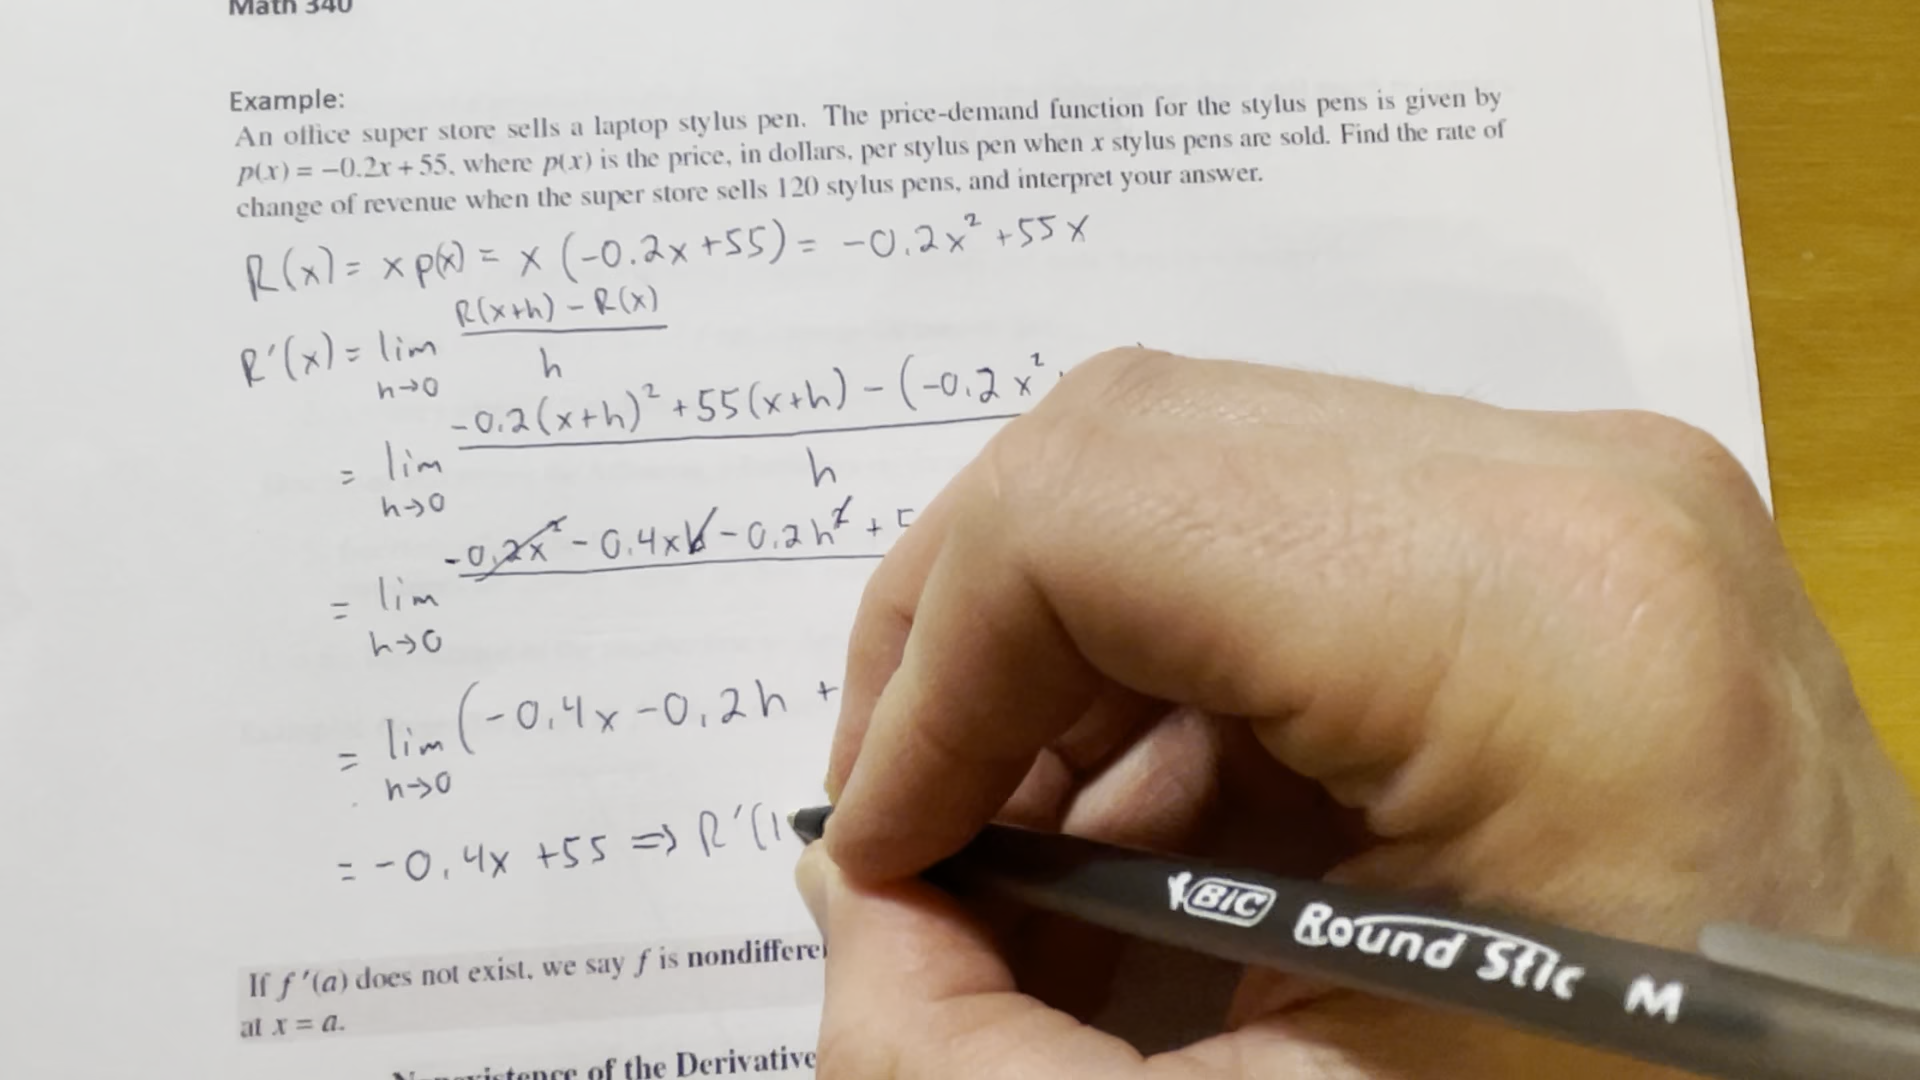 Math 340
Example:
An office super store sells a laptop stylus pen. The price-demand function for the stylus pens is given by
p(x) = −0.2x + 55, where p(x) is the price, in dollars, per stylus pen when x stylus pens are sold. Find the rate of
change of revenue when the super store sells 120 stylus pens, and interpret your answer.
R(x) = x p(x) = x (-0.2x +55) = -0.2x² +55x
R(x+h) - R(x)
R'(x) = lim
h
h→0
-0.2(x+h)² +55(x+h) - (-0.2x²
= lim
h
h→0
-0.2x² - 0.4xh - 0.2h² +
= lim
h→0
= lim (-0.4x -0.2h +
h→0
= -0.4x +55 ⇒ R'(1
If f ′(a) does not exist, we say f is
at x = a.
of the Derivative
BIC Round Stic M